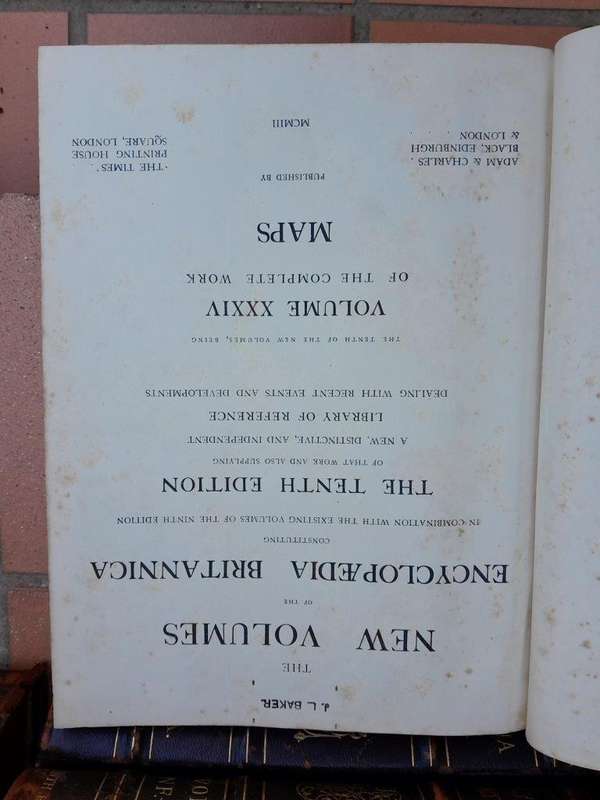 J. L BAKER.
THE
NEW VOLUMES
OF THE
ENCYCLOPÆDIA BRITANNICA
CONSTITUTING
IN COMBINATION WITH THE EXISTING VOLUMES OF THE NINTH EDITION
THE TENTH EDITION
OF THAT WORK AND ALSO SUPPLYING
A NEW, DISTINCTIVE, AND INDEPENDENT
LIBRARY OF REFERENCE
DEALING WITH RECENT EVENTS AND DEVELOPMENTS
THE TENTH OF THE NEW VOLUMES, BEING
VOLUME XXXIV
OF THE COMPLETE WORK
MAPS
PUBLISHED BY
ADAM & CHARLES . 
BLACK, EDINBURGH
& LONDON . . . .
'THE TIMES' . .
PRINTING HOUSE
SQUARE, LONDON
MCMIII